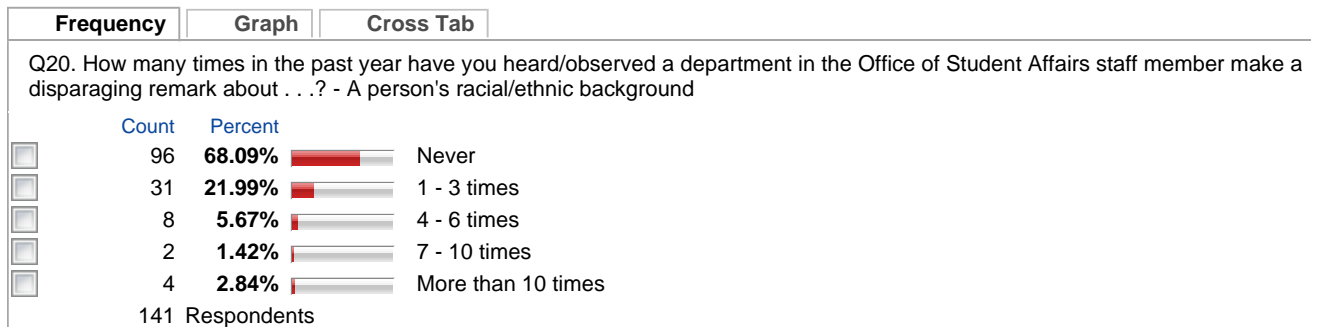 Frequency Graph Cross Tab
Q20. How many times in the past year have you heard/observed a department in the Office of Student Affairs staff member make a
disparaging remark about . . .? - A person's racial/ethnic background
Count Percent
96 68.09% Never
31 21.99% 1 - 3 times
8 5.67% 4 - 6 times
2 1.42% 7 - 10 times
4 2.84% More than 10 times
141 Respondents